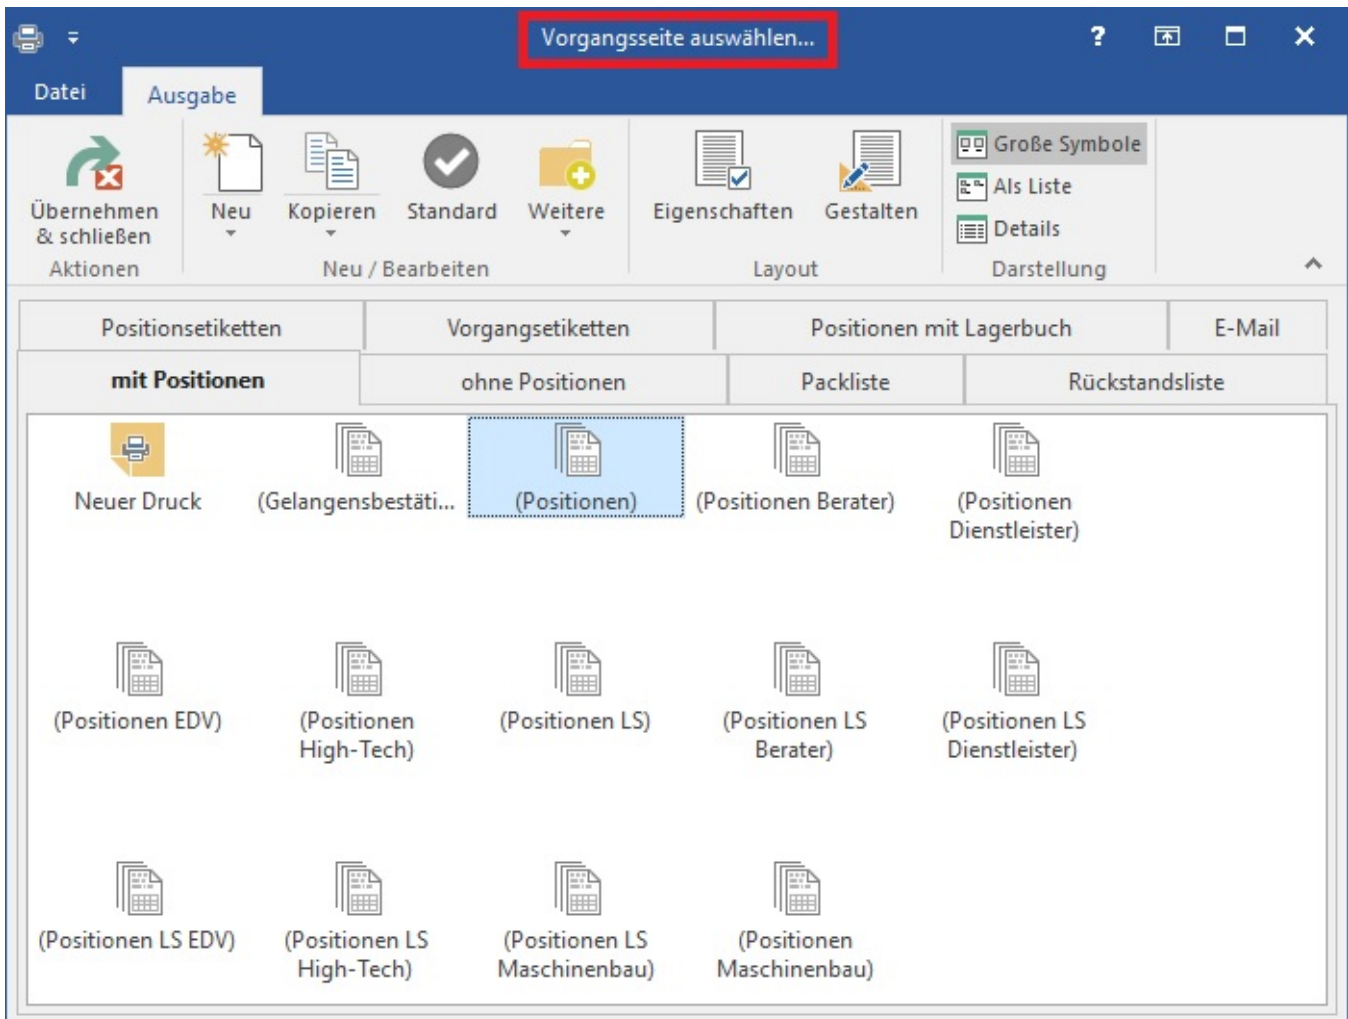 Vorgangsseite auswählen...
?
Datei Ausgabe
Übernehmen & schließen
Neu
Kopieren
Standard
Weitere
Eigenschaften
Gestalten
Große Symbole
Als Liste
Details
Aktionen
Neu / Bearbeiten
Layout
Darstellung
Positionsetiketten Vorgangsetiketten Positionen mit Lagerbuch E-Mail
mit Positionen ohne Positionen Packliste Rückstandsliste
Neuer Druck
(Gelangensbestäti...
(Positionen)
(Positionen Berater)
(Positionen
Dienstleister)
(Positionen EDV)
(Positionen
High-Tech)
(Positionen LS)
(Positionen LS
Berater)
(Positionen LS
Dienstleister)
(Positionen LS EDV)
(Positionen LS
High-Tech)
(Positionen LS
Maschinenbau)
(Positionen
Maschinenbau)